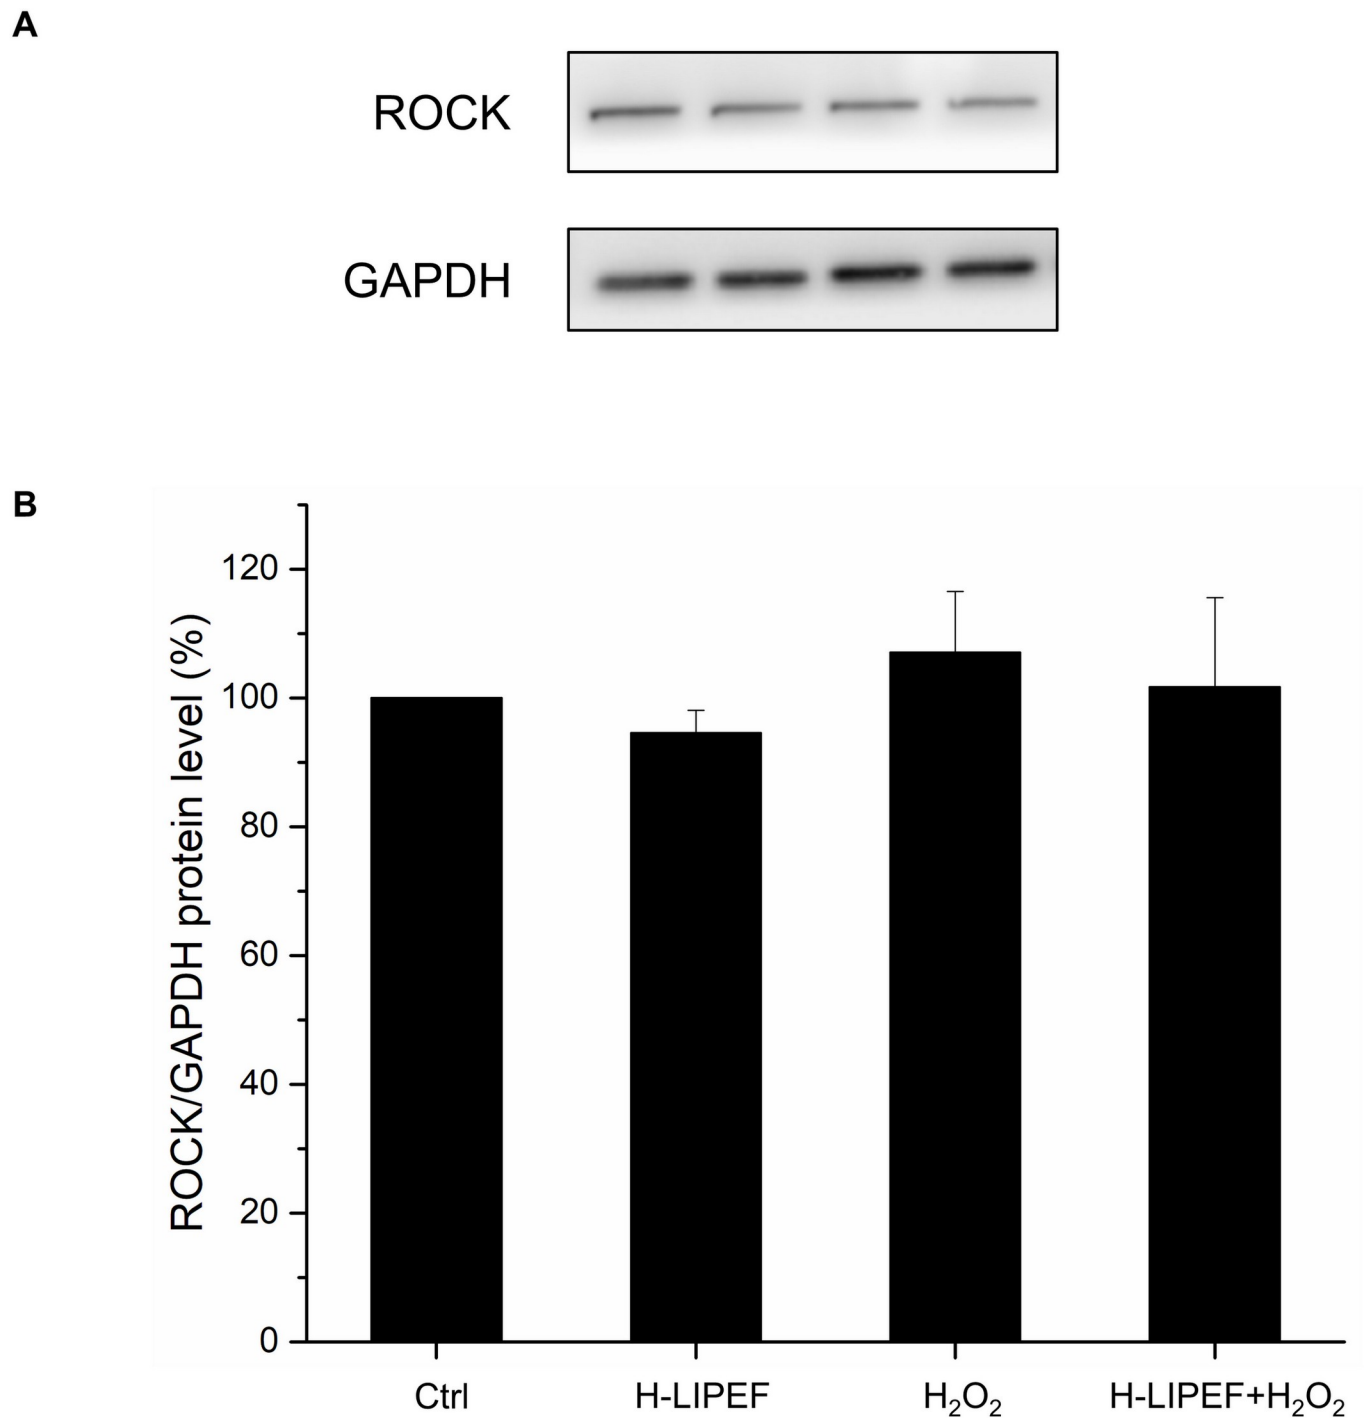 A
ROCK
GAPDH
B
ROCK/GAPDH protein level (%)
120
100
80
60
40
20
0
Ctrl
H-LIPEF
H₂O₂
H-LIPEF+H₂O₂